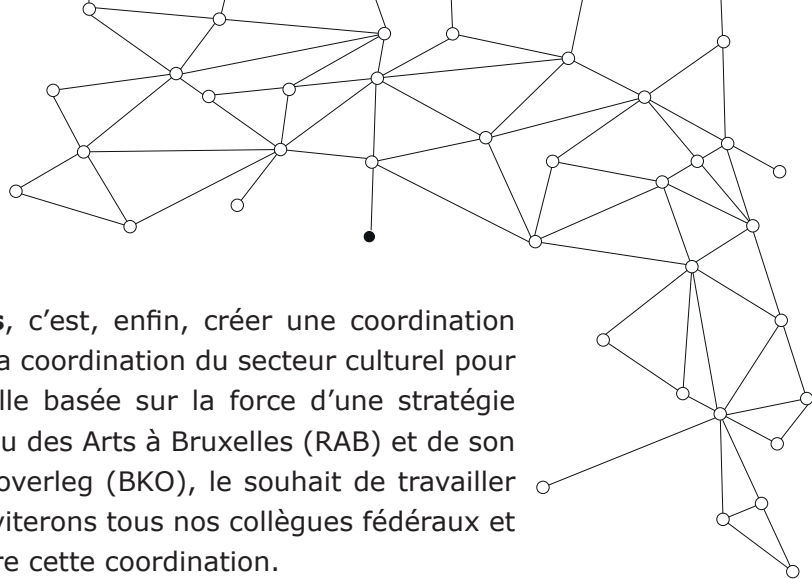 , c’est, enfin, créer une coordination
a coordination du secteur culturel pour
lle basée sur la force d’une stratégie
u des Arts à Bruxelles (RAB) et de son
overleg (BKO), le souhait de travailler
viterons tous nos collègues fédéraux et
re cette coordination.